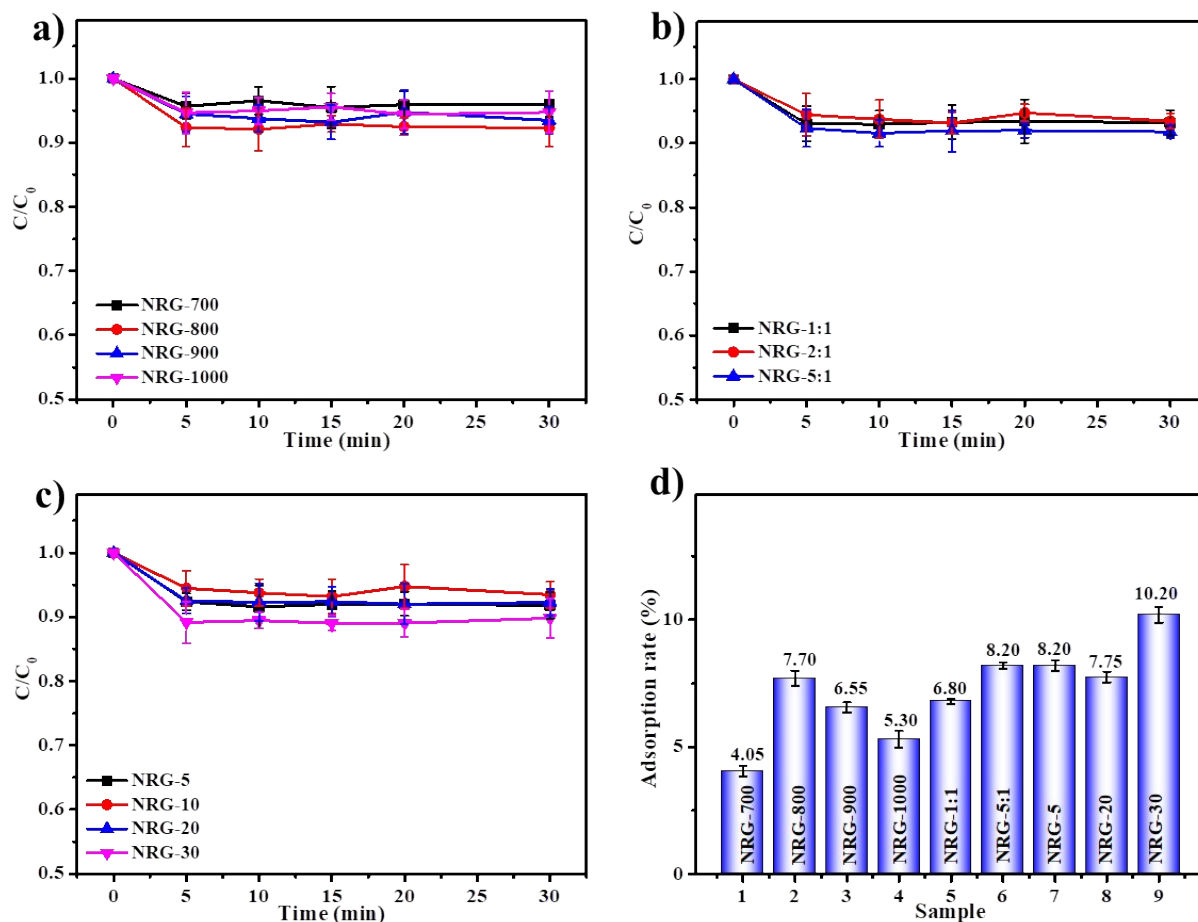 a)
1.0
0.9
0.8
0.7
0.6
0.5
C/C0
NRG-700
NRG-800
NRG-900
NRG-1000
0 5 10 15 20 25 30
Time (min)
b)
1.0
0.9
0.8
0.7
0.6
0.5
C/C0
NRG-1:1
NRG-2:1
NRG-5:1
0 5 10 15 20 25 30
Time (min)
c)
1.0
0.9
0.8
0.7
0.6
0.5
C/C0
NRG-5
NRG-10
NRG-20
NRG-30
0 5 10 15 20 25 30
Time (min)
d)
10
5
0
Adsorption rate (%)
4.05
7.70
6.55
5.30
6.80
8.20
8.20
7.75
10.20
NRG-700
NRG-800
NRG-900
NRG-1000
NRG-1:1
NRG-5:1
NRG-5
NRG-20
NRG-30
1 2 3 4 5 6 7 8 9
Sample